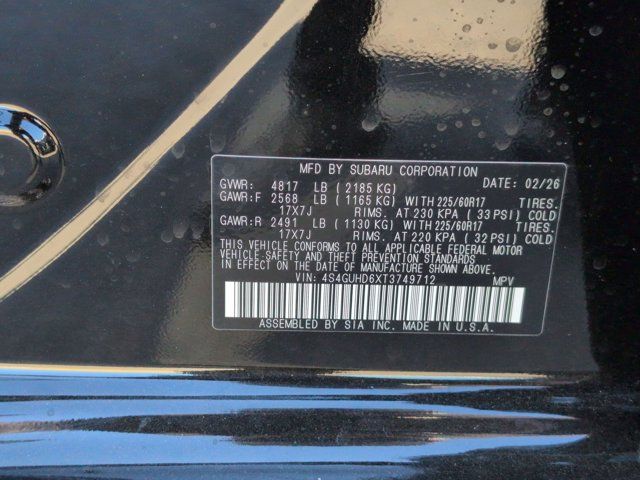 MFD BY SUBARU CORPORATION
GVWR: 4817 LB (2185 KG) DATE: 02/26
GAWR:F 2568 LB (1165 KG) WITH 225/60R17 TIRES.
17X7J RIMS. AT 230 KPA (33 PSI) COLD
GAWR:R 2491 LB (1130 KG) WITH 225/60R17 TIRES.
17X7J RIMS. AT 220 KPA (32 PSI) COLD
THIS VEHICLE CONFORMS TO ALL APPLICABLE FEDERAL MOTOR
VEHICLE SAFETY AND THEFT PREVENTION STANDARDS
IN EFFECT ON THE DATE OF MANUFACTURE SHOWN ABOVE.
VIN: 4S4GUHD6XT3749712 MPV
ASSEMBLED BY SIA INC. MADE IN U.S.A.